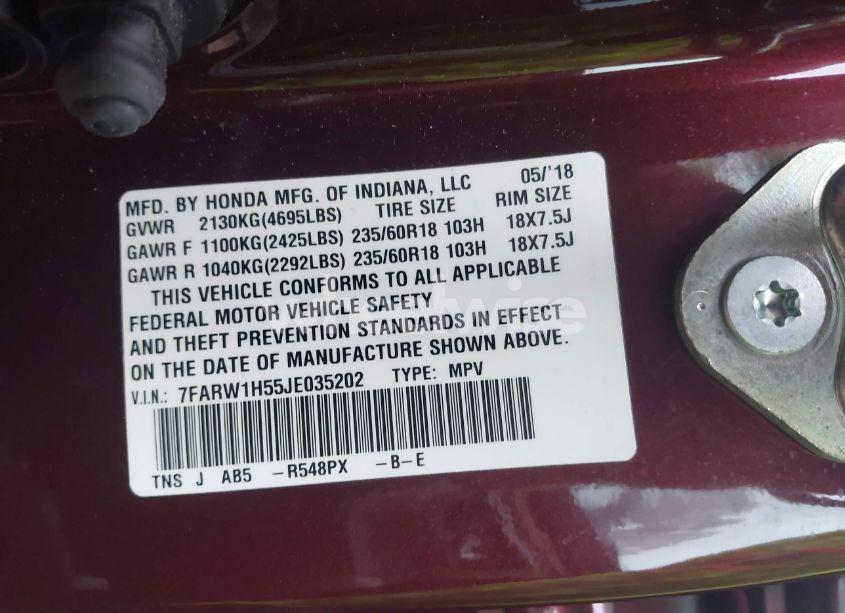 MFD. BY HONDA MFG. OF INDIANA, LLC 05/'18
GVWR 2130KG(4695LBS) TIRE SIZE RIM SIZE
GAWR F 1100KG(2425LBS) 235/60R18 103H 18X7.5J
GAWR R 1040KG(2292LBS) 235/60R18 103H 18X7.5J
THIS VEHICLE CONFORMS TO ALL APPLICABLE
FEDERAL MOTOR VEHICLE SAFETY
AND THEFT PREVENTION STANDARDS IN EFFECT
ON THE DATE OF MANUFACTURE SHOWN ABOVE.
V.I.N.: 7FARW1H55JE035202 TYPE: MPV
TNS J AB5 -R548PX -B-E